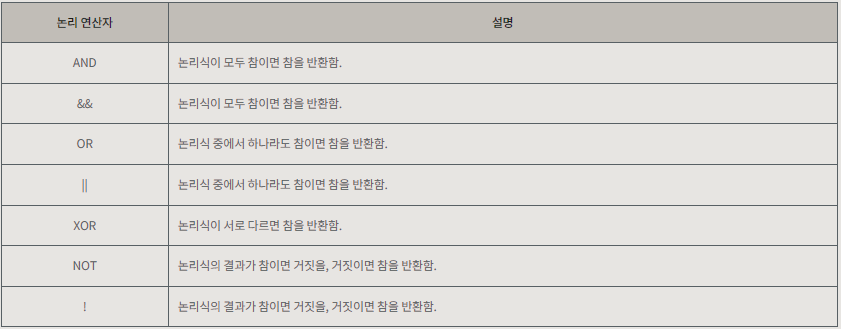 논리 연산자 설명
AND 논리식이 모두 참이면 참을 반환함.
&& 논리식이 모두 참이면 참을 반환함.
OR 논리식 중에서 하나라도 참이면 참을 반환함.
|| 논리식 중에서 하나라도 참이면 참을 반환함.
XOR 논리식이 서로 다르면 참을 반환함.
NOT 논리식의 결과가 참이면 거짓을, 거짓이면 참을 반환함.
! 논리식의 결과가 참이면 거짓을, 거짓이면 참을 반환함.